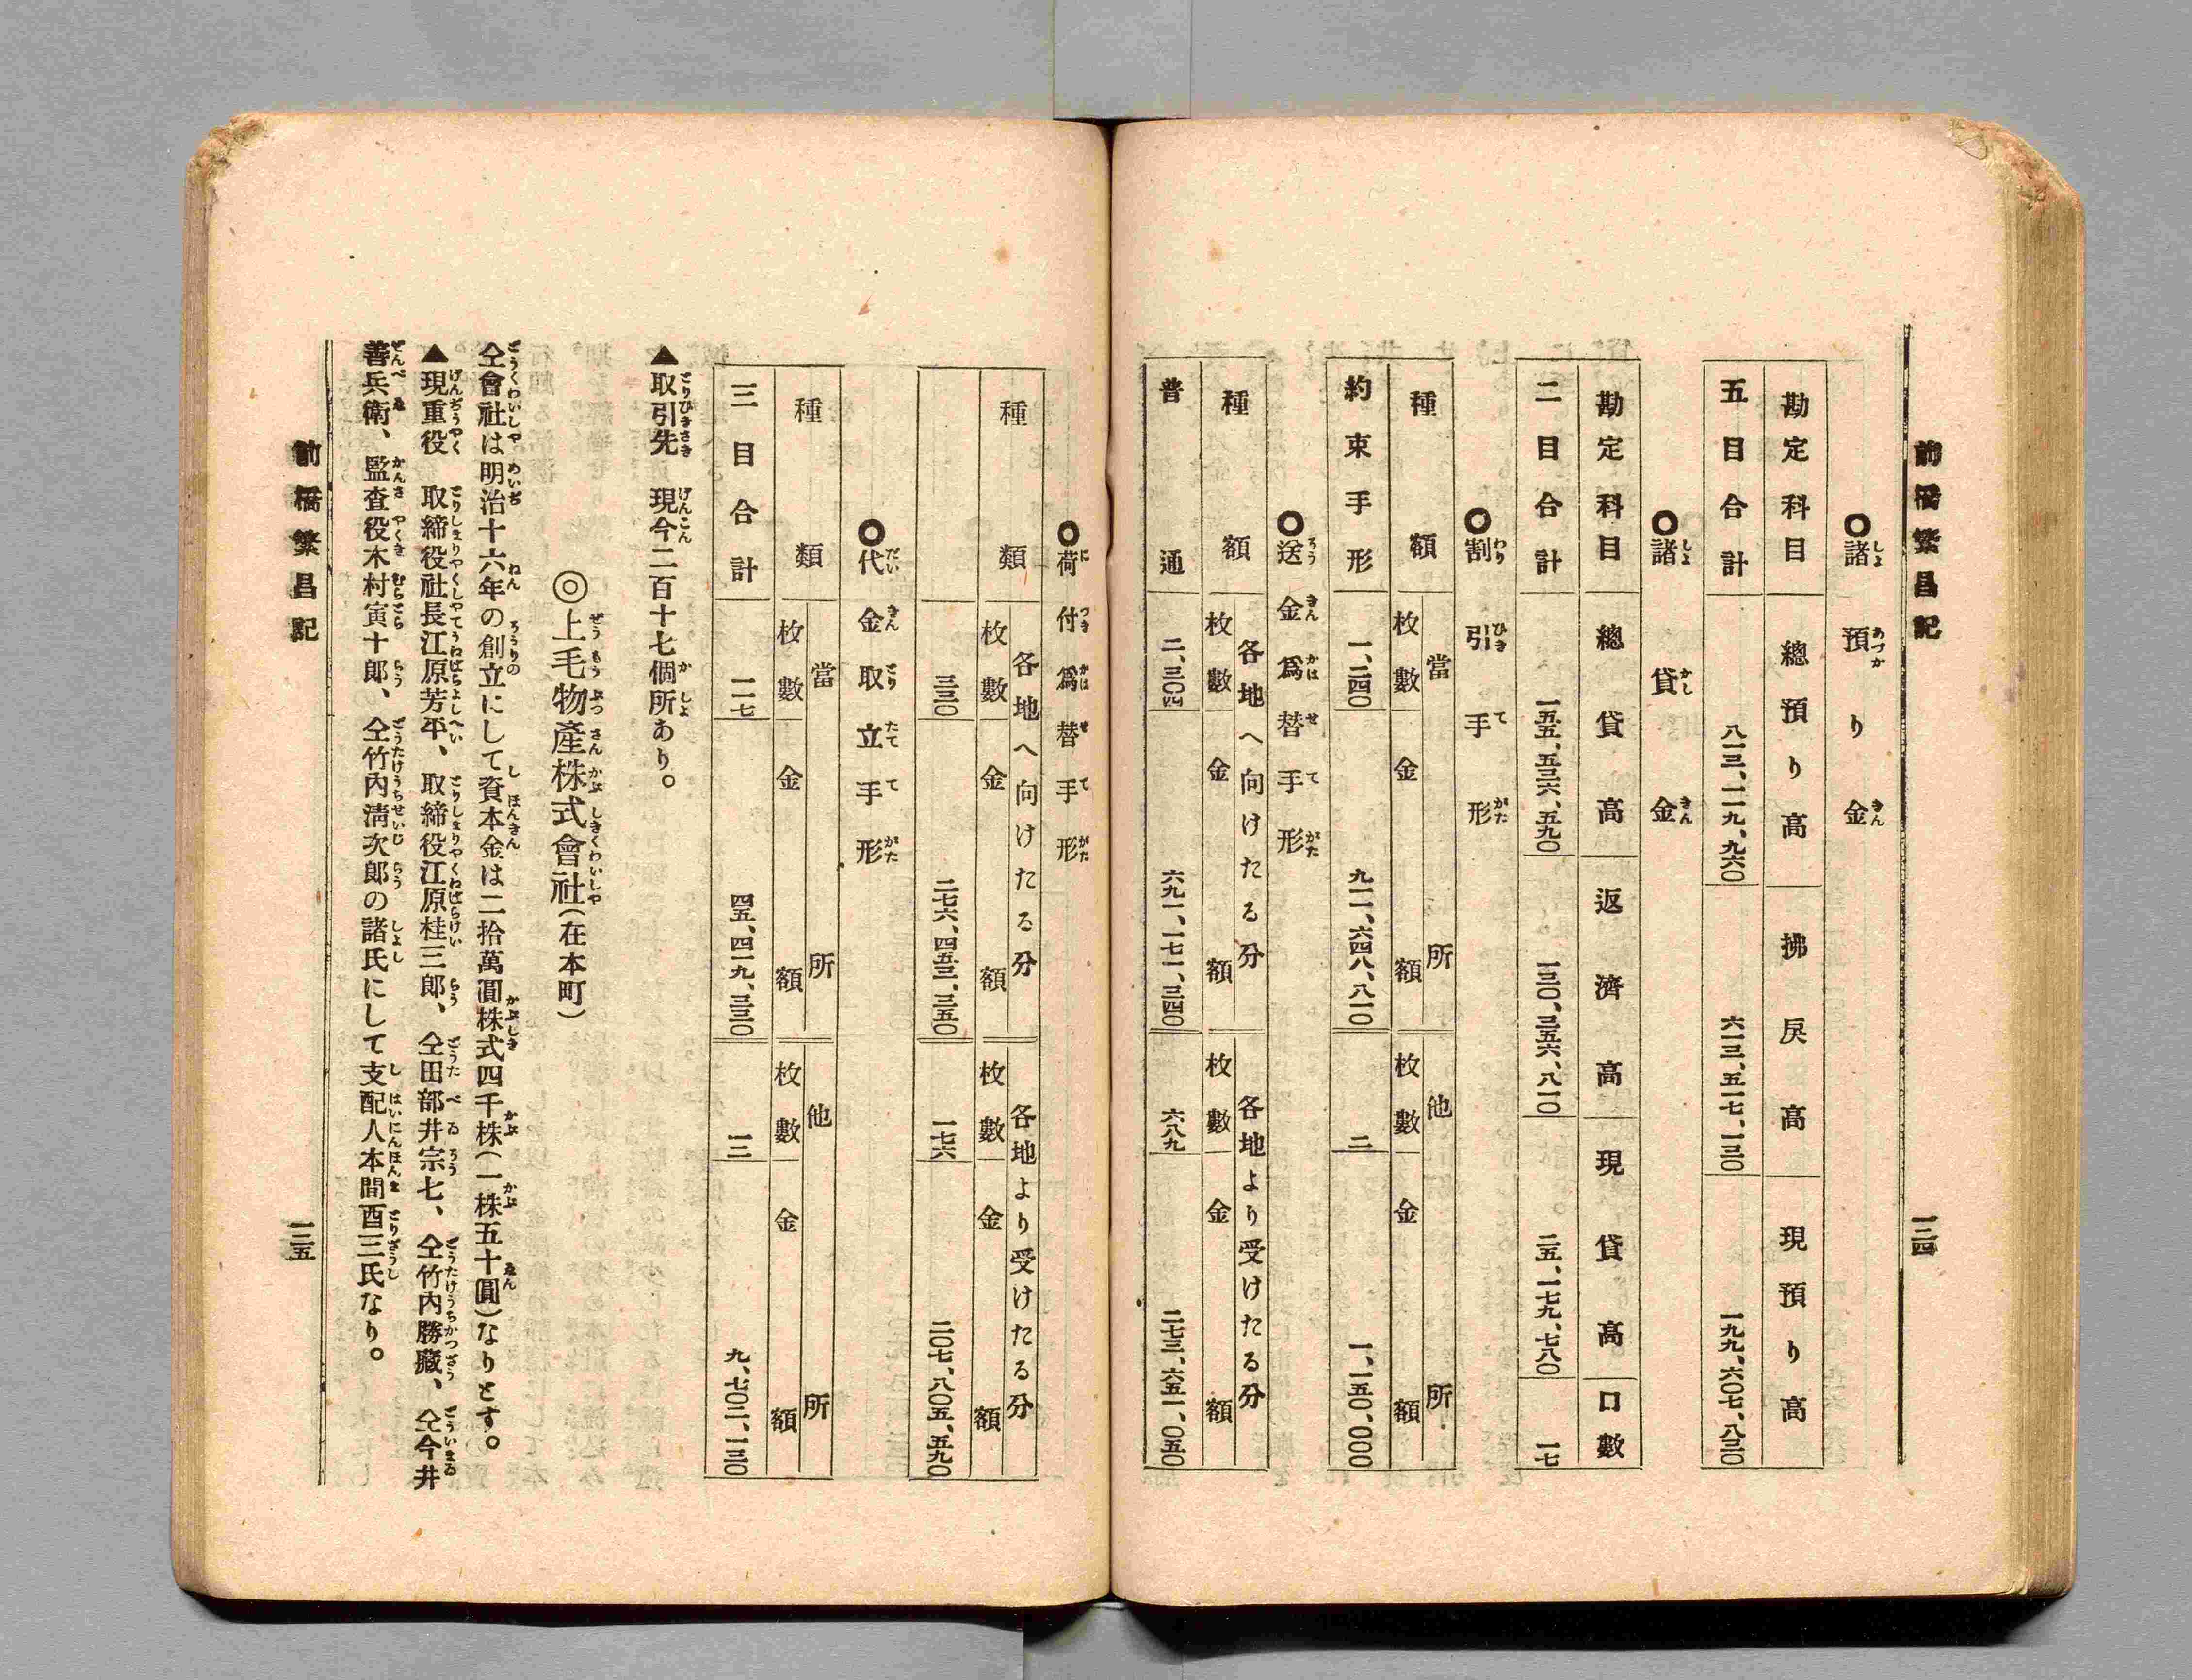 前橋繁昌記
一三四
◯諸預り金
勘定科目 總預り高 拂戻高 現預り高
五目合計 八一三、一一九、九六〇 六一三、五一七、一三〇 一九九、六〇七、八三〇
◯諸貸金
勘定科目 總貸高 返濟高 現貸高 口數
二目合計 一五五、五三六、五九〇 一三〇、三五六、八一〇 二五、一七九、七八〇 一七
◯割引手形
種額 當所 他所
枚數 金額 枚數 金額
約束手形 一、二四〇 九一一、六四八、八一〇 二 一、一五〇、〇〇〇
◯送金爲替手形
種額 各地へ向けたる分 各地より受けたる分
枚數 金額 枚數 金額
普通 二、三〇四 六九一、一七一、三四〇 六八九 二七三、六五一、〇五〇
◯荷付爲替手形
種類 各地へ向けたる分 各地より受けたる分
枚數 金額 枚數 金額
三三〇 二七六、四五三、三五〇 一七六 二〇七、八〇五、五九〇
◯代金取立手形
種類 當所 他所
枚數 金額 枚數 金額
三目合計 一一七 四五、四一九、三三〇 三一 九、七〇二、一三〇
▲取引先 現今二百十七個所あり。
◎上毛物產株式會社(在本町)
仝會社は明治十六年の創立にして資本金は二拾萬圓株式四千株(一株五十圓)なりとす。
▲現重役 取締役社長江原芳平、取締役江原桂三郎、仝田部井宗七、仝竹內勝藏、仝今井
善兵衛、監査役木村寅十郎、仝竹內淸次郎の諸氏にして支配人本間酉三氏なり。
前橋繁昌記
一三五